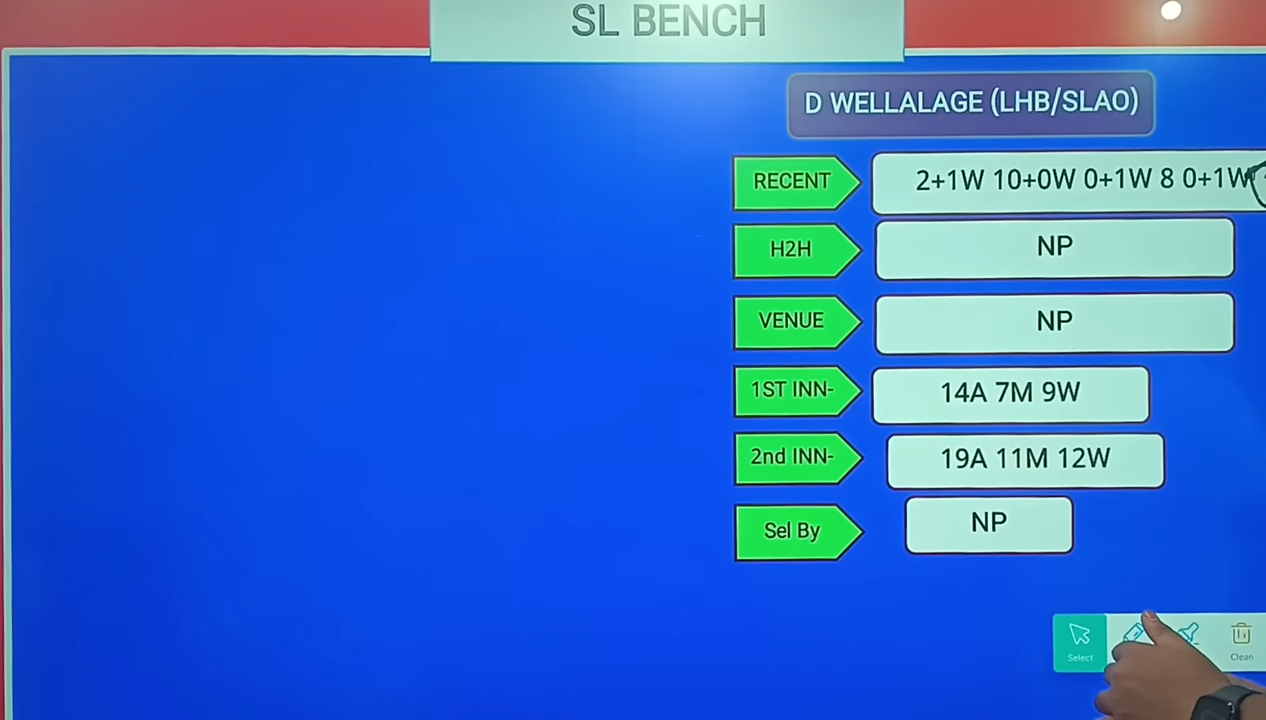 SL BENCH
D WELLALAGE (LHB/SLAO)
RECENT 2+1W 10+0W 0+1W 8 0+1W
H2H NP
VENUE NP
1ST INN- 14A 7M 9W
2nd INN- 19A 11M 12W
Sel By NP
Select Clean